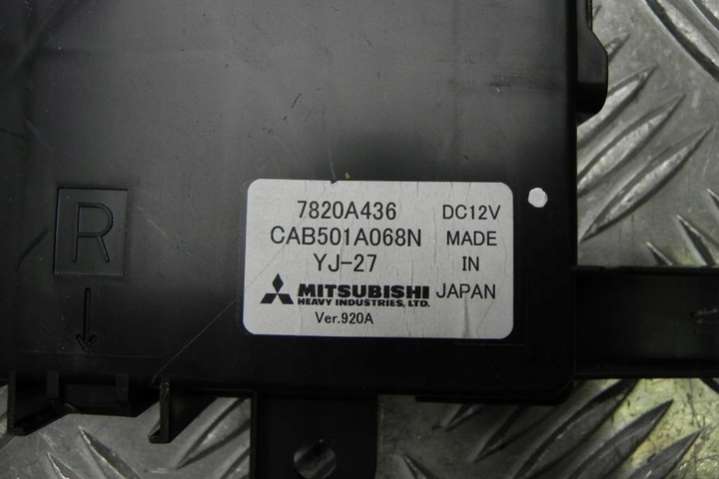 R
7820A436 DC12V
CAB501A068N MADE
YJ-27 IN
MITSUBISHI JAPAN
HEAVY INDUSTRIES, LTD.
Ver.920A